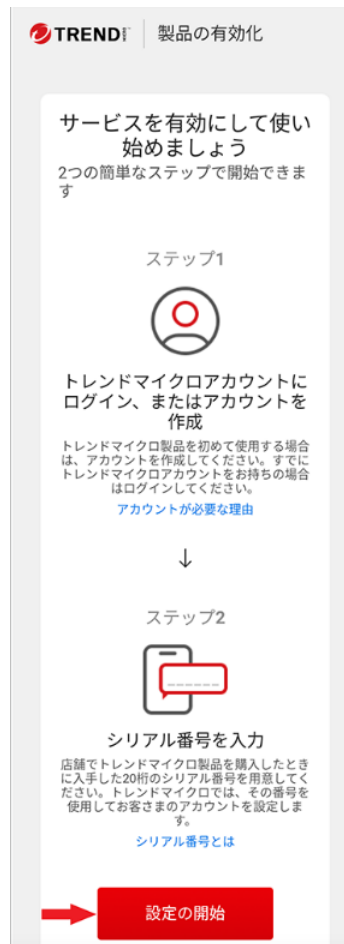 TREND MICRO 製品の有効化
サービスを有効にして使い
始めましょう
2つの簡単なステップで開始できま
す
ステップ1
トレンドマイクロアカウントに
ログイン、またはアカウントを
作成
トレンドマイクロ製品を初めて使用する場合
は、アカウントを作成してください。すでに
トレンドマイクロアカウントをお持ちの場合
はログインしてください。
アカウントが必要な理由
↓
ステップ2
シリアル番号を入力
店舗でトレンドマイクロ製品を購入したとき
に入手した20桁のシリアル番号を用意してく
ださい。トレンドマイクロでは、その番号を
使用してお客さまのアカウントを設定しま
す。
シリアル番号とは
設定の開始